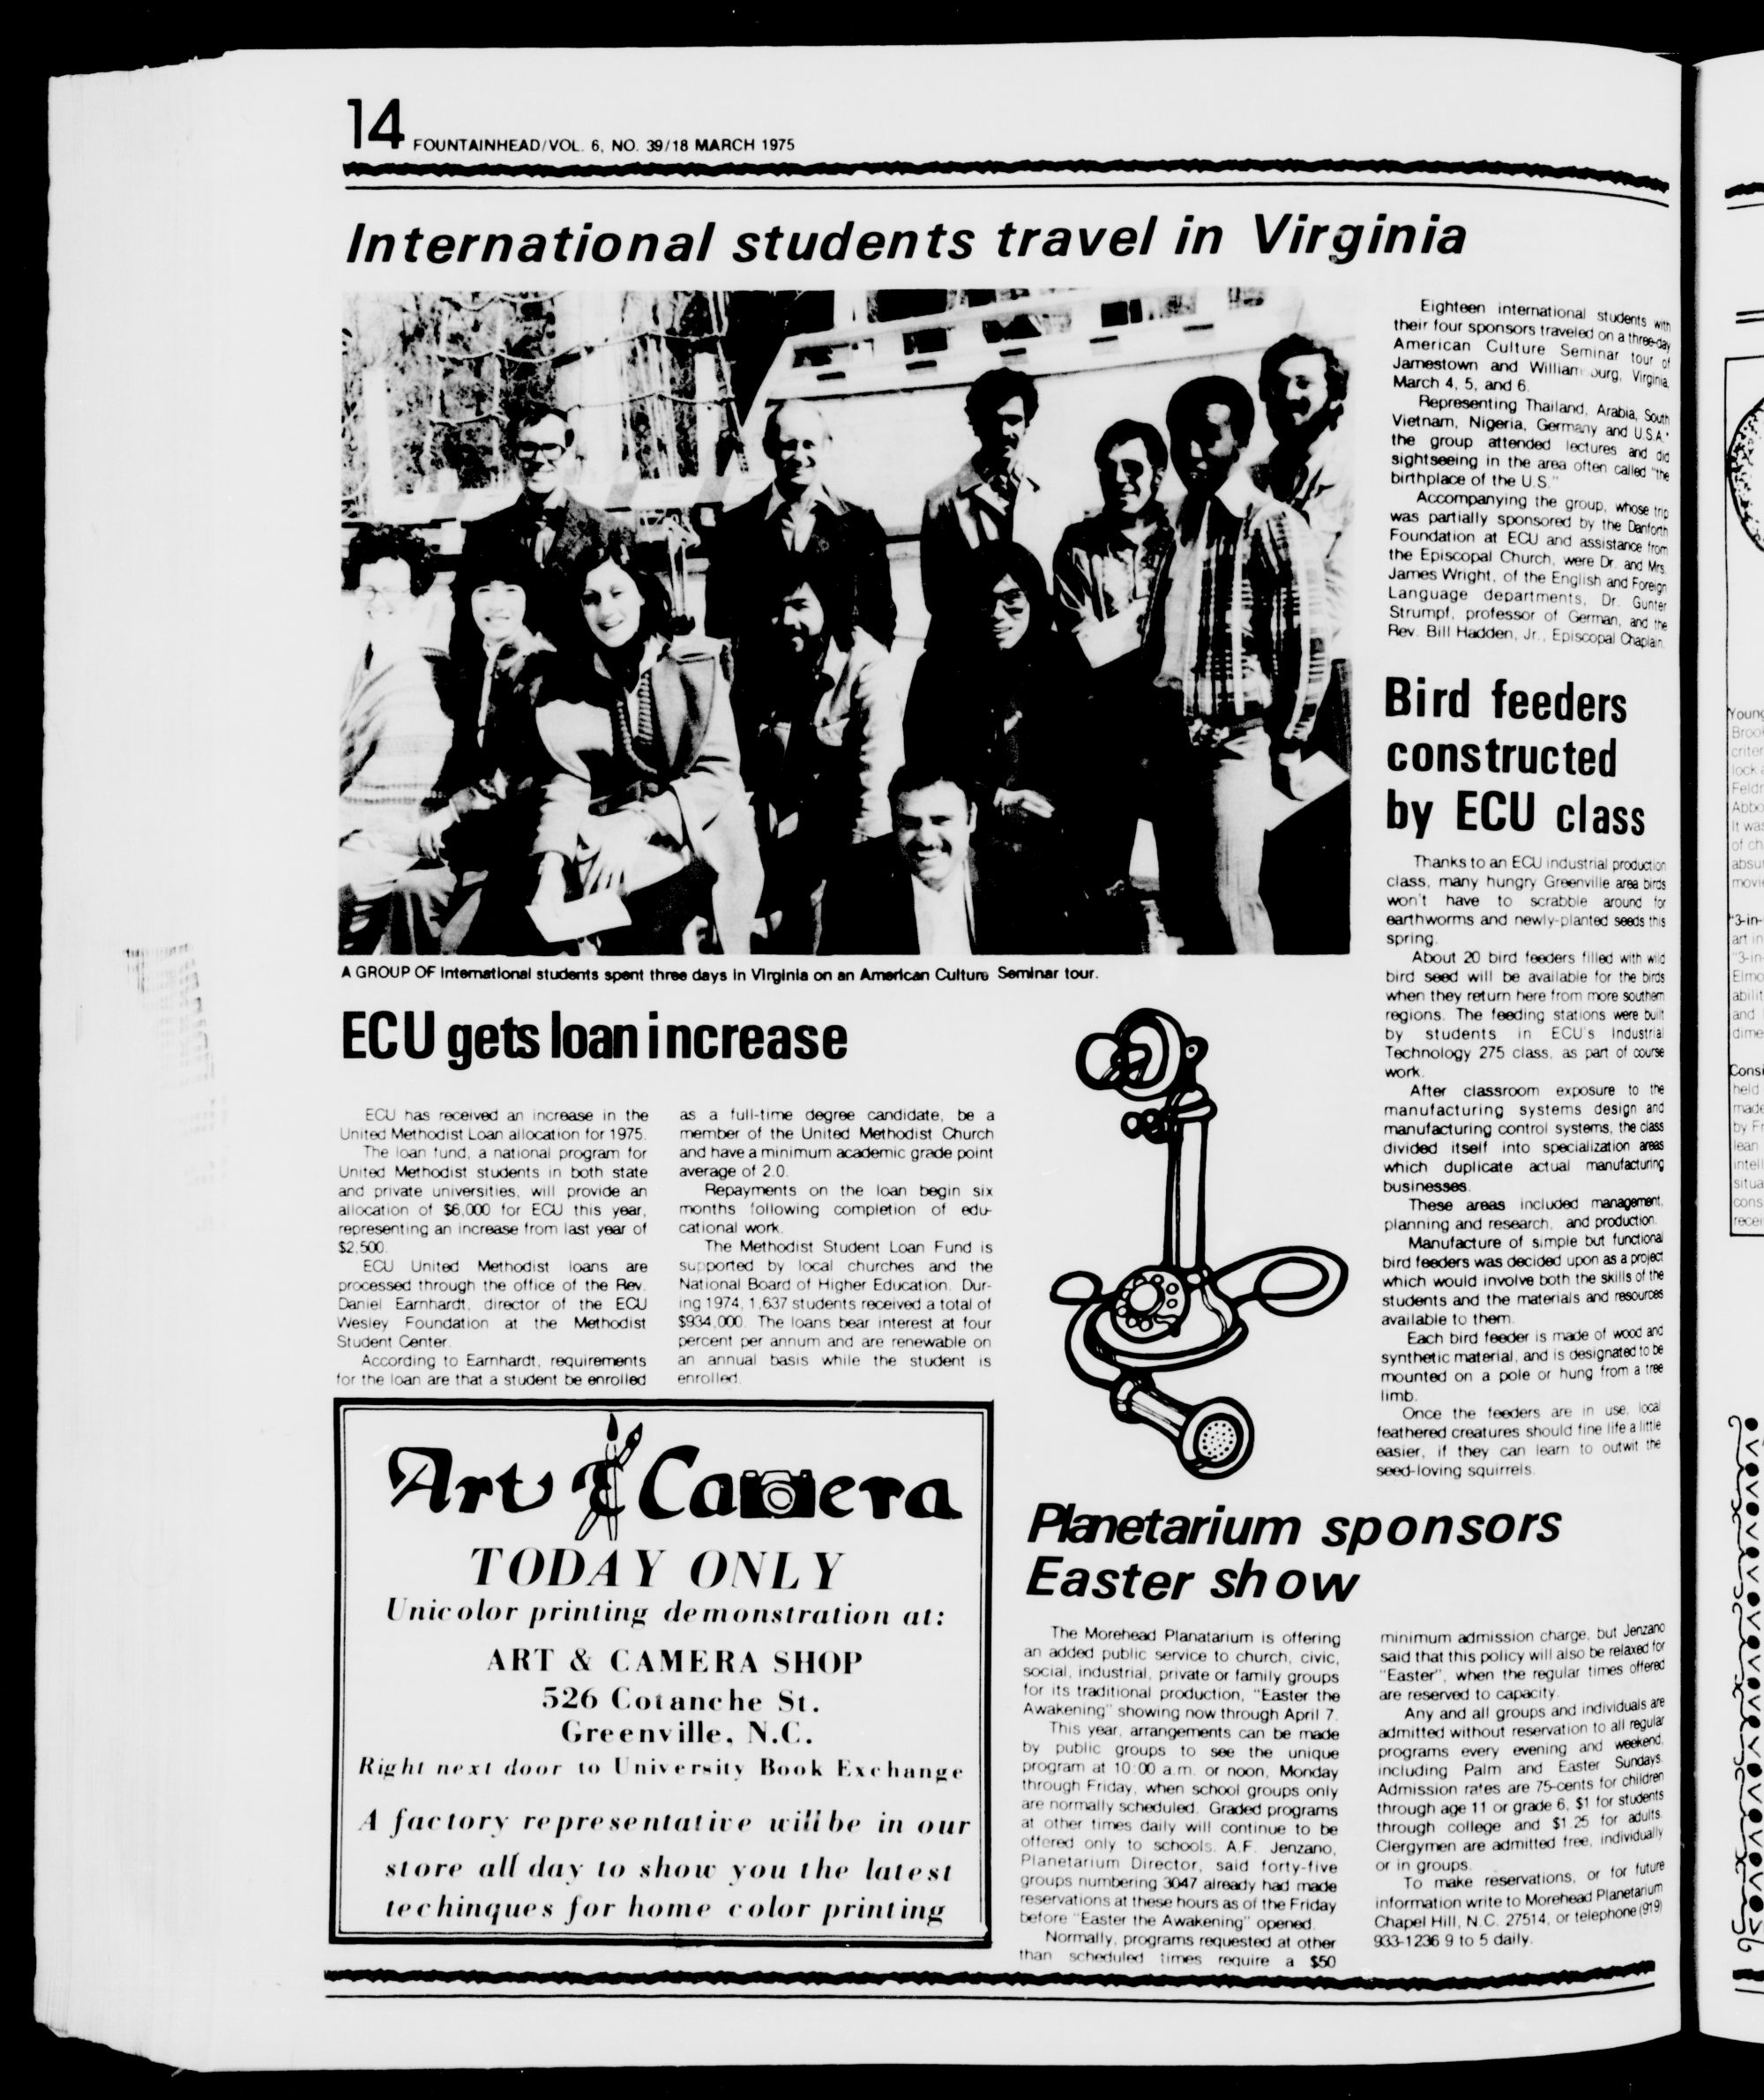 14 FOUNTAINHEAD/VOL. 6, NO. 39/18 MARCH 1975
International students travel in Virginia
Eighteen international students with
their four sponsors traveled on a three-day
American Culture Seminar tour of
Jamestown and Virginia,
March 4, 5, and 6.
Representing Thailand, Arabia, South
Vietnam, Nigeria, Germany and U.S.A.
the group attended lectures and did
sightseeing in the area often called "the
birthplace of the U.S."
Accompanying the group, whose trip
was partially sponsored by the Danforth
Foundation at ECU and assistance from
the Episcopal Church, were Dr. and Mrs.
James Wright, of the English and Foreign
Language departments, Dr. Gunter
Strumpf, professor of German, and the
Rev. Bill Hadden, Jr., Episcopal Chaplain.
A GROUP OF International students spent three days in Virginia on an American Culture Seminar tour.
ECU gets loan increase
ECU has received an increase in the
United Methodist Loan allocation for 1975.
The loan fund, a national program for
United Methodist students in both state
and private universities, will provide an
allocation of $6,000 for ECU this year,
representing an increase from last year of
$2,500.
ECU United Methodist loans are
processed through the office of the Rev.
Daniel Earnhardt, director of the ECU
Wesley Foundation at the Methodist
Student Center.
According to Earnhardt, requirements
for the loan are that a student be enrolled
as a full-time degree candidate, be a
member of the United Methodist Church
and have a minimum academic grade point
average of 2.0.
Repayments on the loan begin six
months following completion of edu-
cational work.
The Methodist Student Loan Fund is
supported by local churches and the
National Board of Higher Education. Dur-
ing 1974, 1,637 students received a total of
$934,000. The loans bear interest at four
percent per annum and are renewable on
an annual basis while the student is
enrolled.
Bird feeders
constructed
by ECU class
Thanks to an ECU industrial production
class, many hungry Greenville area birds
won't have to scrabble around for
earthworms and newly-planted seeds this
spring.
About 20 bird feeders filled with wild
bird seed will be available for the birds
when they return here from more southern
regions. The feeding stations were built
by students in ECU's Industrial
Technology 275 class, as part of course
work.
After classroom exposure to the
manufacturing systems design and
manufacturing control systems, the class
divided itself into specialization areas
which duplicate actual manufacturing
businesses.
These areas included management,
planning and research, and production.
Manufacture of simple but functional
bird feeders was decided upon as a project
which would involve both the skills of the
students and the materials and resources
available to them.
Each bird feeder is made of wood and
synthetic material, and is designated to be
mounted on a pole or hung from a tree
limb.
Once the feeders are in use, local
feathered creatures should fine life a little
easier, if they can learn to outwit the
seed-loving squirrels.
Art & Camera
TODAY ONLY
Unicolor printing demonstration at:
ART & CAMERA SHOP
526 Cotanche St.
Greenville, N.C.
Right next door to University Book Exchange
A factory representative will be in our
store all day to show you the latest
techinques for home color printing
Planetarium sponsors
Easter show
The Morehead Planatarium is offering
an added public service to church, civic,
social, industrial, private or family groups
for its traditional production, "Easter the
Awakening" showing now through April 7.
This year, arrangements can be made
by public groups to see the unique
program at 10:00 a.m. or noon, Monday
through Friday, when school groups only
are normally scheduled. Graded programs
at other times daily will continue to be
offered only to schools. A.F. Jenzano,
Planetarium Director, said forty-five
groups numbering 3047 already had made
reservations at these hours as of the Friday
before "Easter the Awakening" opened.
Normally, programs requested at other
than scheduled times require a $50
minimum admission charge, but Jenzano
said that this policy will also be relaxed for
"Easter", when the regular times offered
are reserved to capacity.
Any and all groups and individuals are
admitted without reservation to all regular
programs every evening and weekend,
including Palm and Easter Sundays.
Admission rates are 75-cents for children
through age 11 or grade 6, $1 for students
through college and $1.25 for adults.
Clergymen are admitted free, individually
or in groups.
To make reservations, or for future
information write to Morehead Planetarium
Chapel Hill, N.C. 27514, or telephone (919)
933-1236 9 to 5 daily.